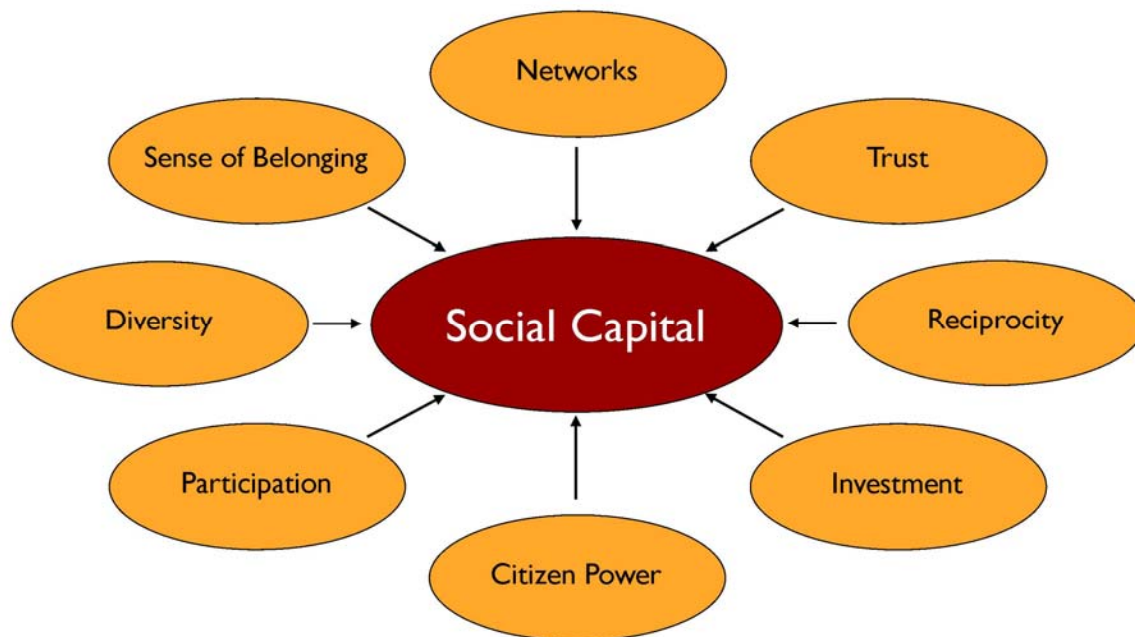 Networks
Sense of Belonging
Trust
Diversity
Social Capital
Reciprocity
Participation
Investment
Citizen Power